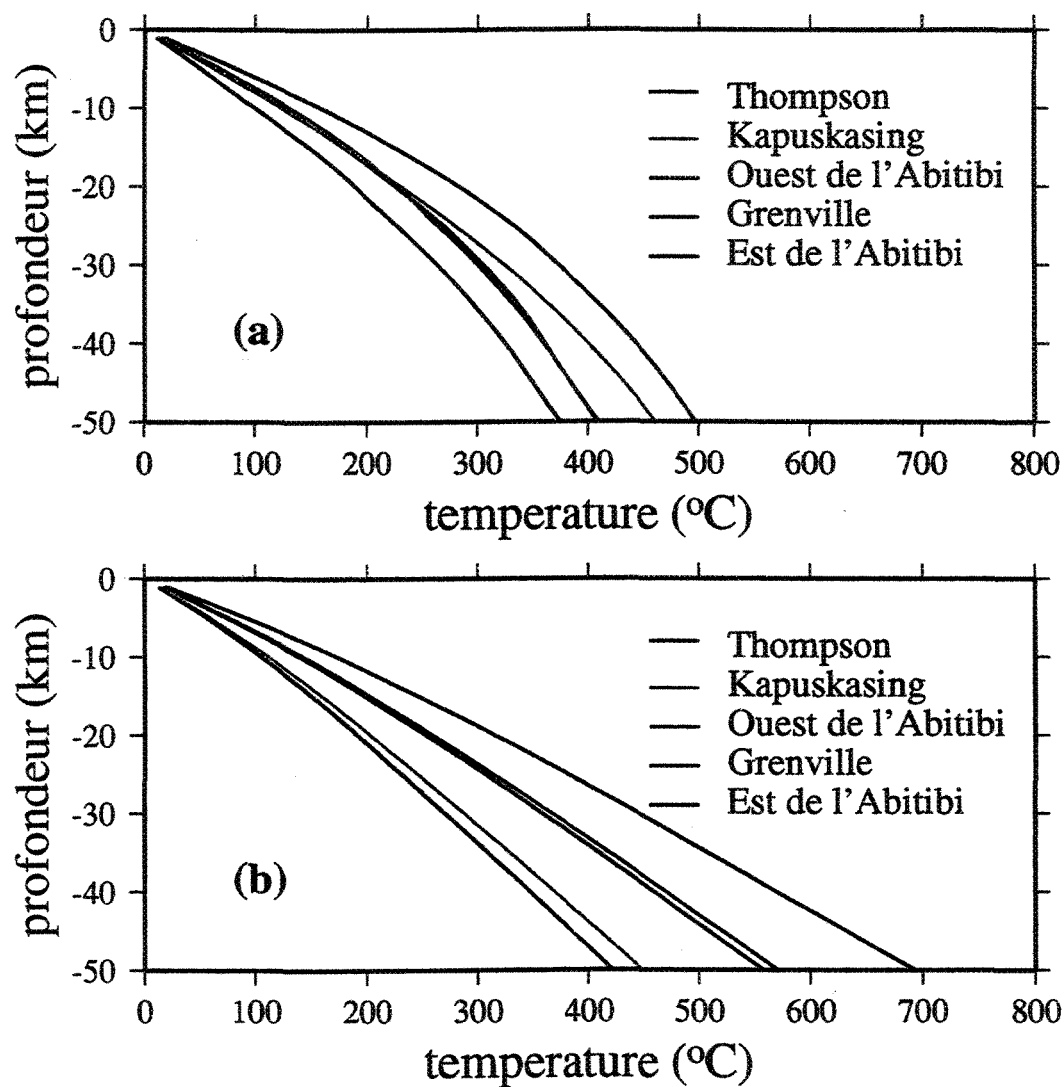 0
-10
-20
-30
-40
-50
profondeur (km)
Thompson
Kapuskasing
Ouest de l'Abitibi
Grenville
Est de l'Abitibi
(a)
0 100 200 300 400 500 600 700 800
temperature (°C)
0
-10
-20
-30
-40
-50
profondeur (km)
Thompson
Kapuskasing
Ouest de l'Abitibi
Grenville
Est de l'Abitibi
(b)
0 100 200 300 400 500 600 700 800
temperature (°C)